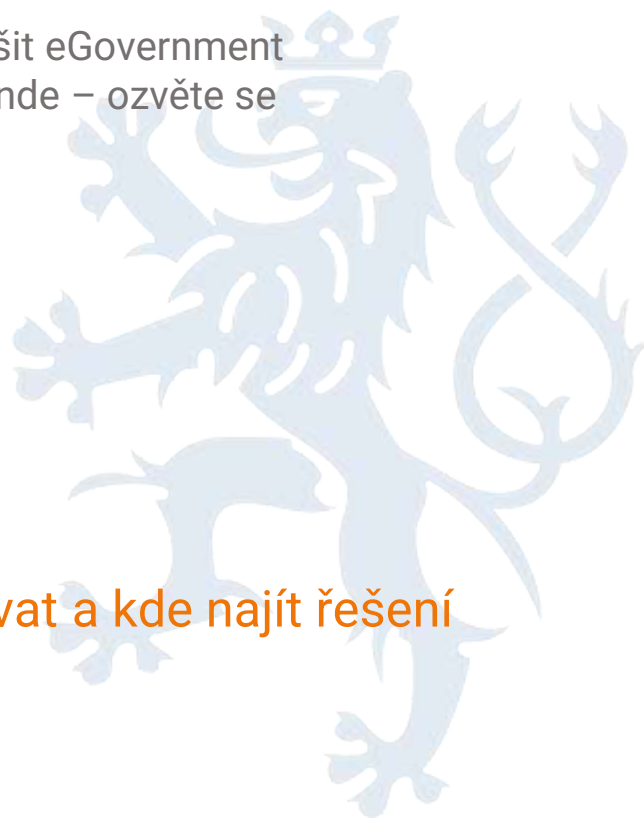 šit eGovernment
nde – ozvěte se
vat a kde najít řešení